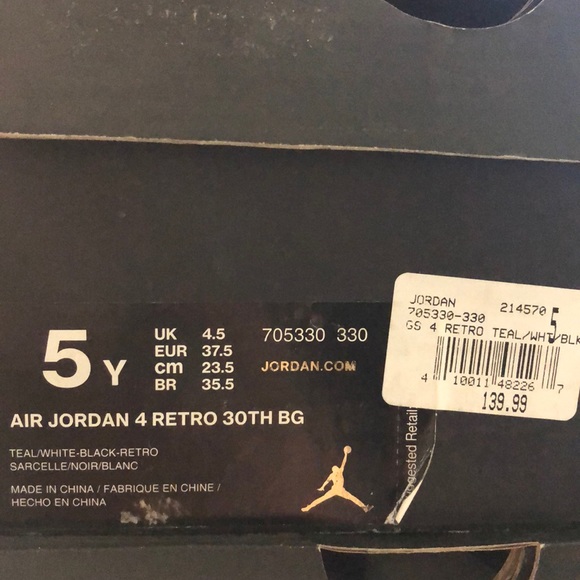 5 Y
UK 4.5
EUR 37.5
cm 23.5
BR 35.5
705330 330
JORDAN.COM
AIR JORDAN 4 RETRO 30TH BG
TEAL/WHITE-BLACK-RETRO
SARCELLE/NOIR/BLANC
MADE IN CHINA / FABRIQUE EN CHINE /
HECHO EN CHINA
JORDAN 214570
705330-330 5
GS 4 RETRO TEAL/WHT/BLK
4 10011 48226 7
139.99
Retail